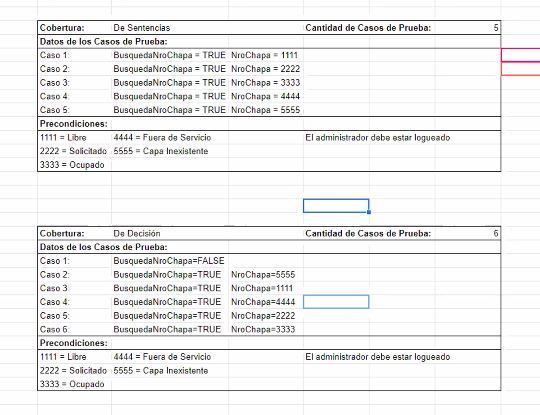 Cobertura: De Sentencias Cantidad de Casos de Prueba: 5
Datos de los Casos de Prueba:
Caso 1: BusquedaNroChapa = TRUE NroChapa = 1111
Caso 2: BusquedaNroChapa = TRUE NroChapa = 2222
Caso 3: BusquedaNroChapa = TRUE NroChapa = 3333
Caso 4: BusquedaNroChapa = TRUE NroChapa = 4444
Caso 5: BusquedaNroChapa = TRUE NroChapa = 5555
Precondiciones:
1111 = Libre 4444 = Fuera de Servicio El administrador debe estar logueado
2222 = Solicitado 5555 = Capa Inexistente
3333 = Ocupado
Cobertura: De Decisión Cantidad de Casos de Prueba: 6
Datos de los Casos de Prueba:
Caso 1: BusquedaNroChapa=FALSE
Caso 2: BusquedaNroChapa=TRUE NroChapa=5555
Caso 3: BusquedaNroChapa=TRUE NroChapa=1111
Caso 4: BusquedaNroChapa=TRUE NroChapa=4444
Caso 5: BusquedaNroChapa=TRUE NroChapa=2222
Caso 6: BusquedaNroChapa=TRUE NroChapa=3333
Precondiciones:
1111 = Libre 4444 = Fuera de Servicio El administrador debe estar logueado
2222 = Solicitado 5555 = Capa Inexistente
3333 = Ocupado